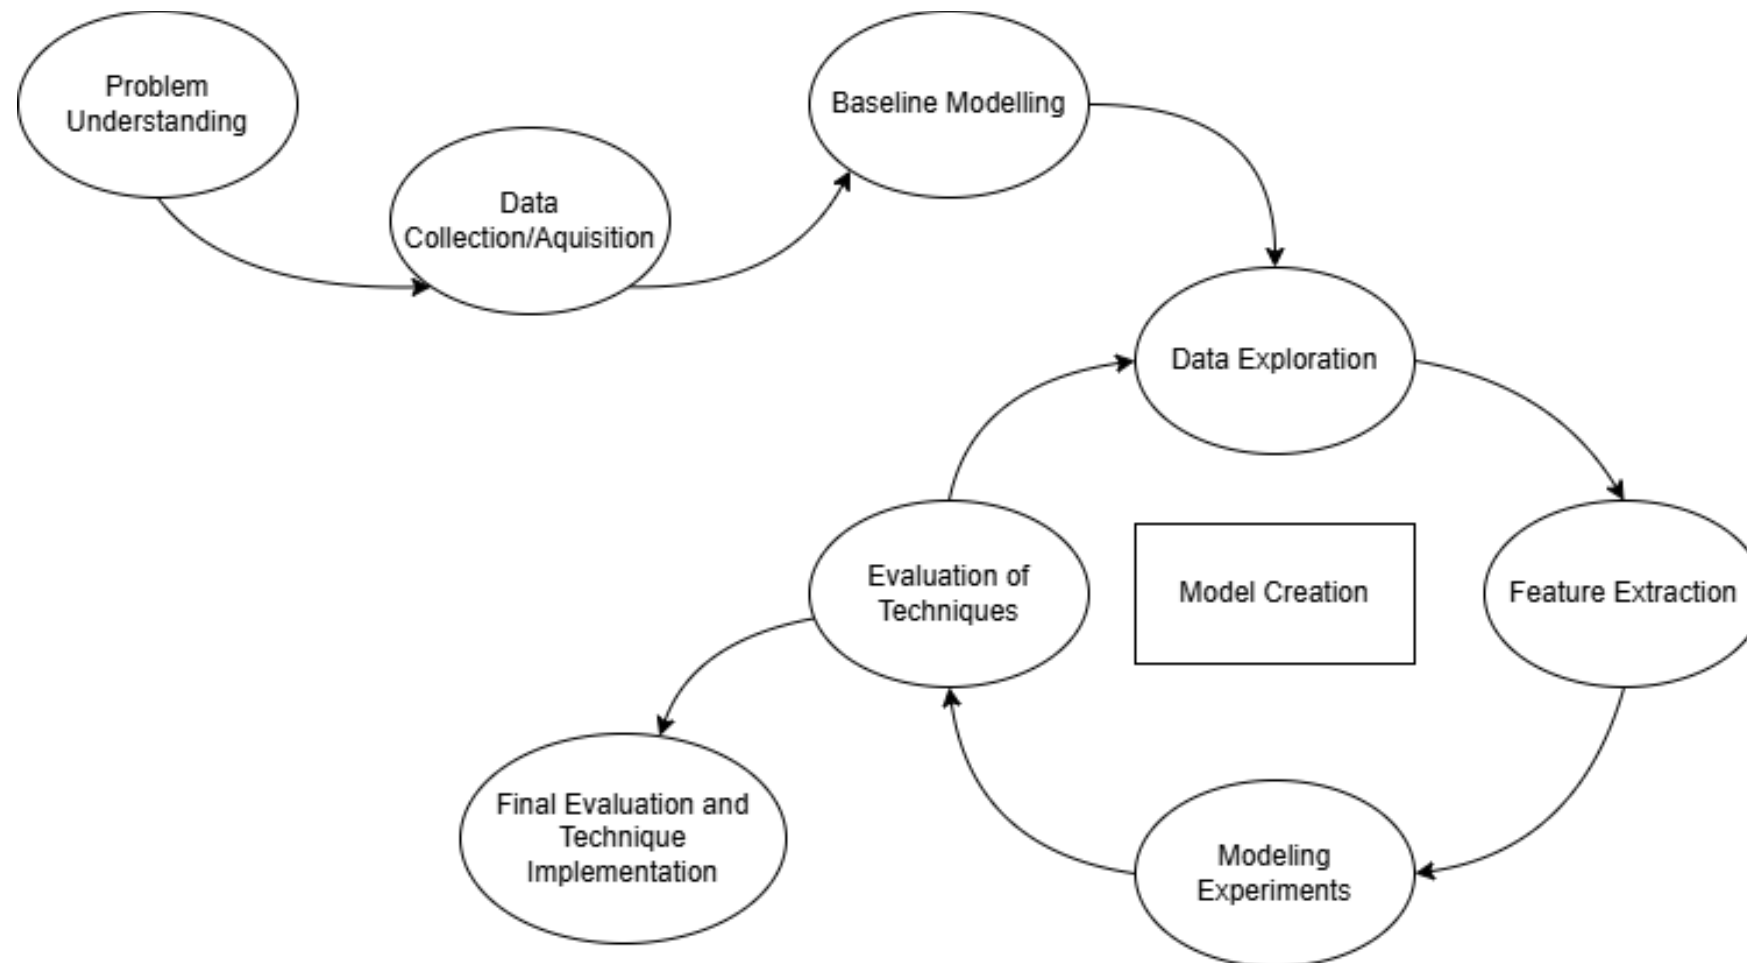 Problem
Understanding
Data
Collection/Aquisition
Baseline Modelling
Data Exploration
Feature Extraction
Modeling
Experiments
Evaluation of
Techniques
Model Creation
Final Evaluation and
Technique
Implementation